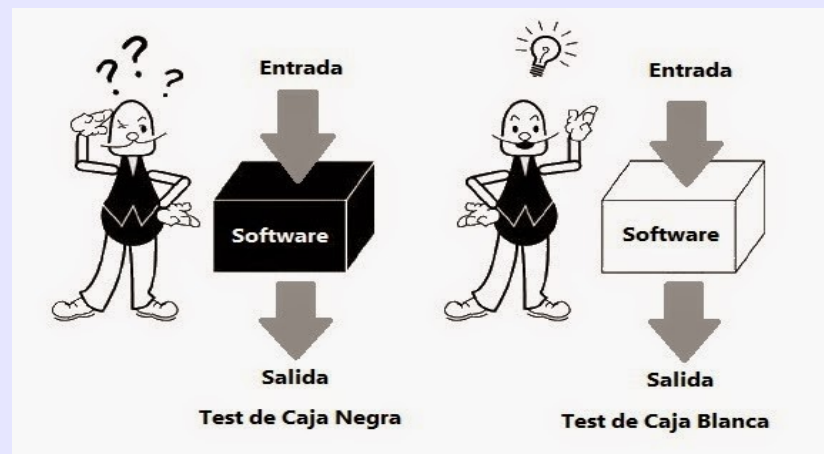 ? ? ?
Entrada
Software
Salida
Test de Caja Negra
Entrada
Software
Salida
Test de Caja Blanca